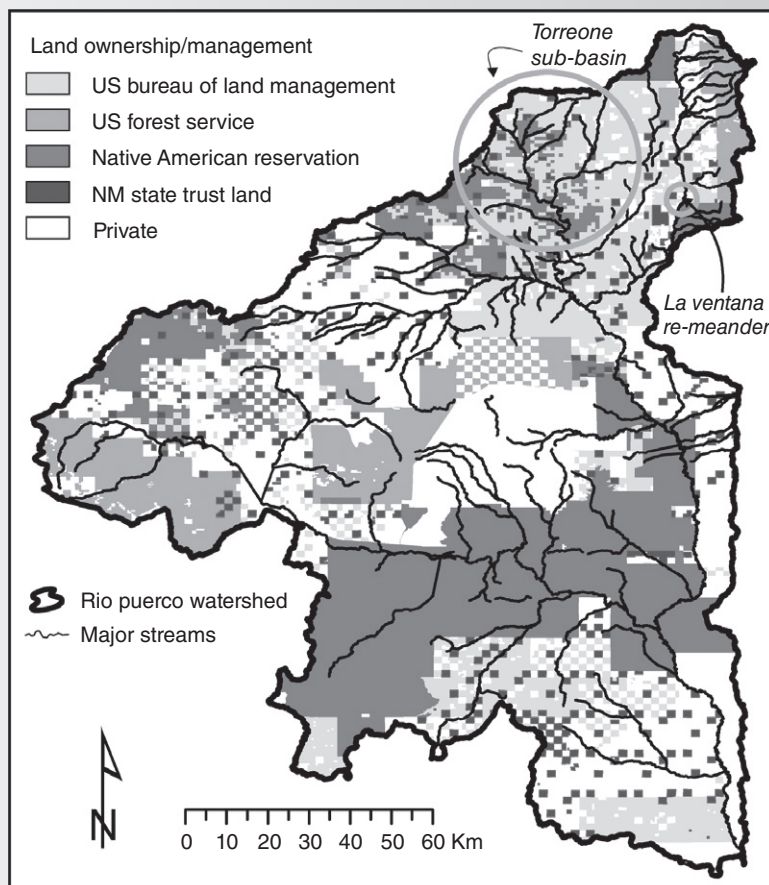 Land ownership/management
US bureau of land management
US forest service
Native American reservation
NM state trust land
Private
Torreone
sub-basin
La ventana
re-meander
Rio puerco watershed
Major streams
N
0 10 20 30 40 50 60 Km